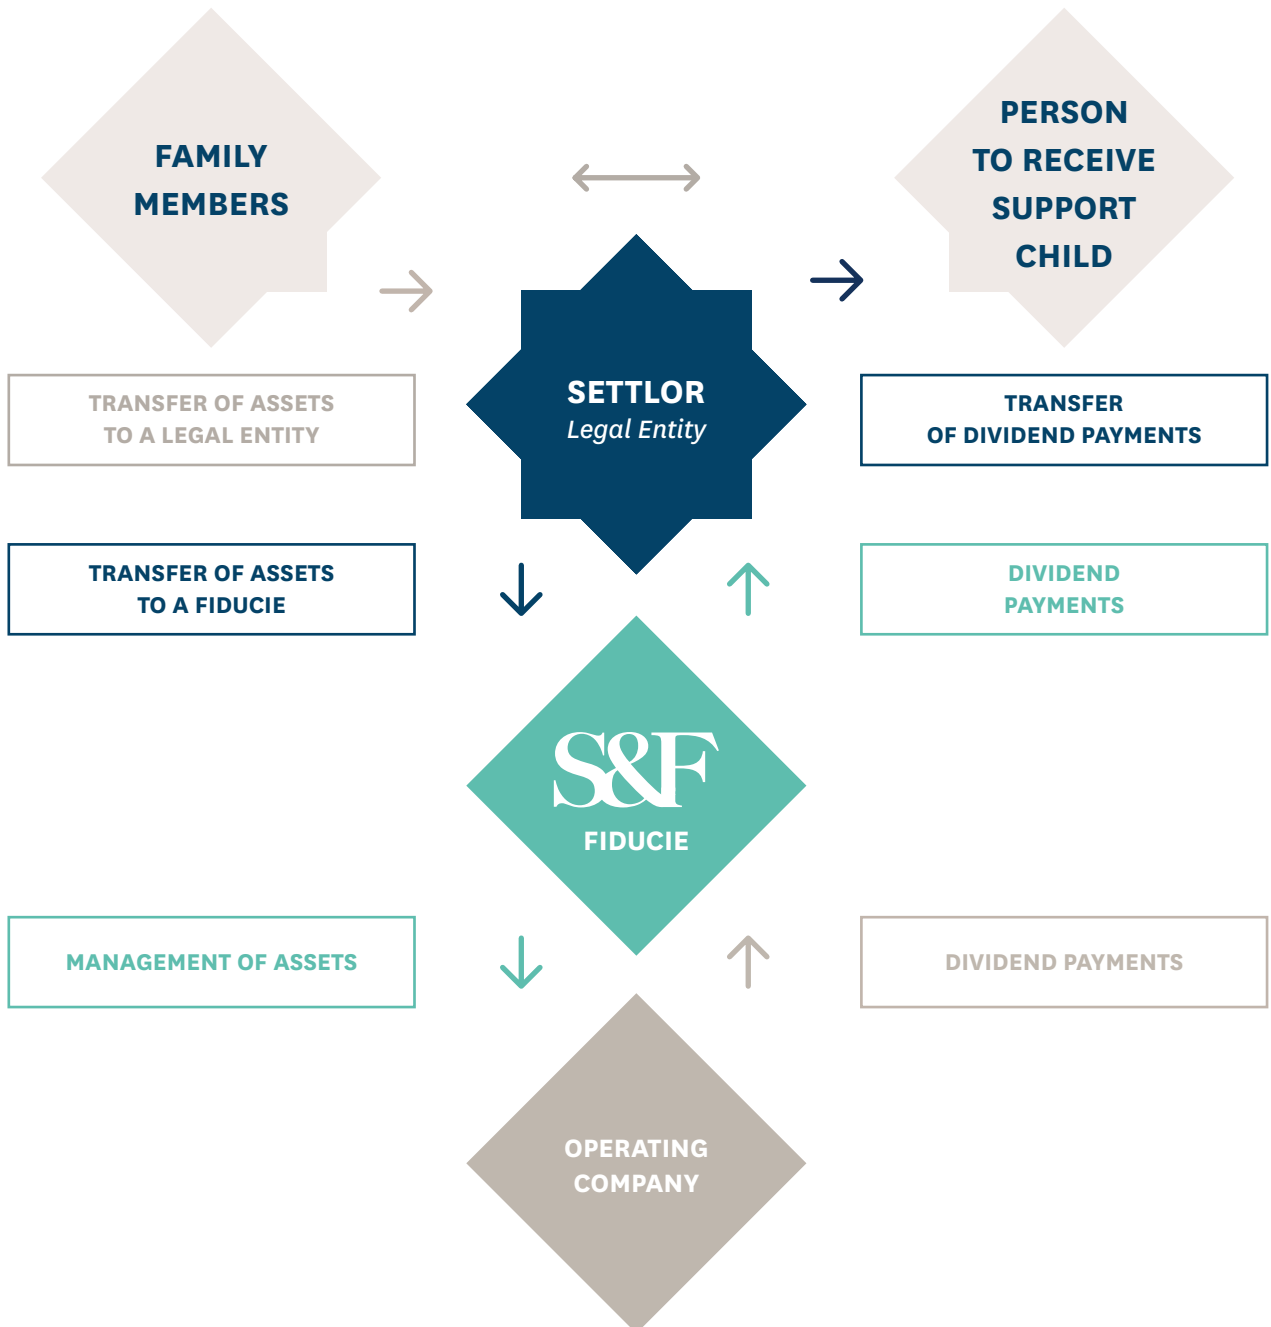 FAMILY
MEMBERS
PERSON
TO RECEIVE
SUPPORT
CHILD
SETTLOR
Legal Entity
TRANSFER OF ASSETS
TO A LEGAL ENTITY
TRANSFER
OF DIVIDEND PAYMENTS
TRANSFER OF ASSETS
TO A FIDUCIE
DIVIDEND
PAYMENTS
S&F
FIDUCIE
MANAGEMENT OF ASSETS
DIVIDEND PAYMENTS
OPERATING
COMPANY